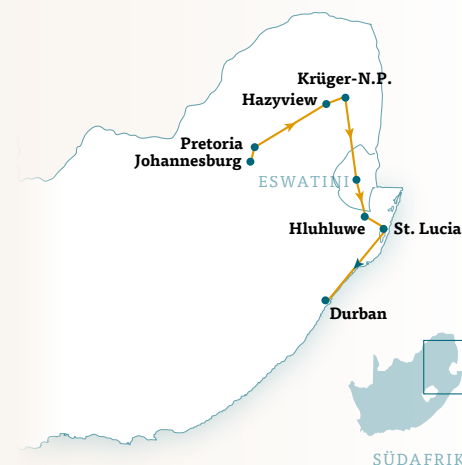 Krüger-N.P.
Hazyview
Pretoria
Johannesburg
ESWATINI
Hluhluwe
St. Lucia
Durban
SÜDAFRIK